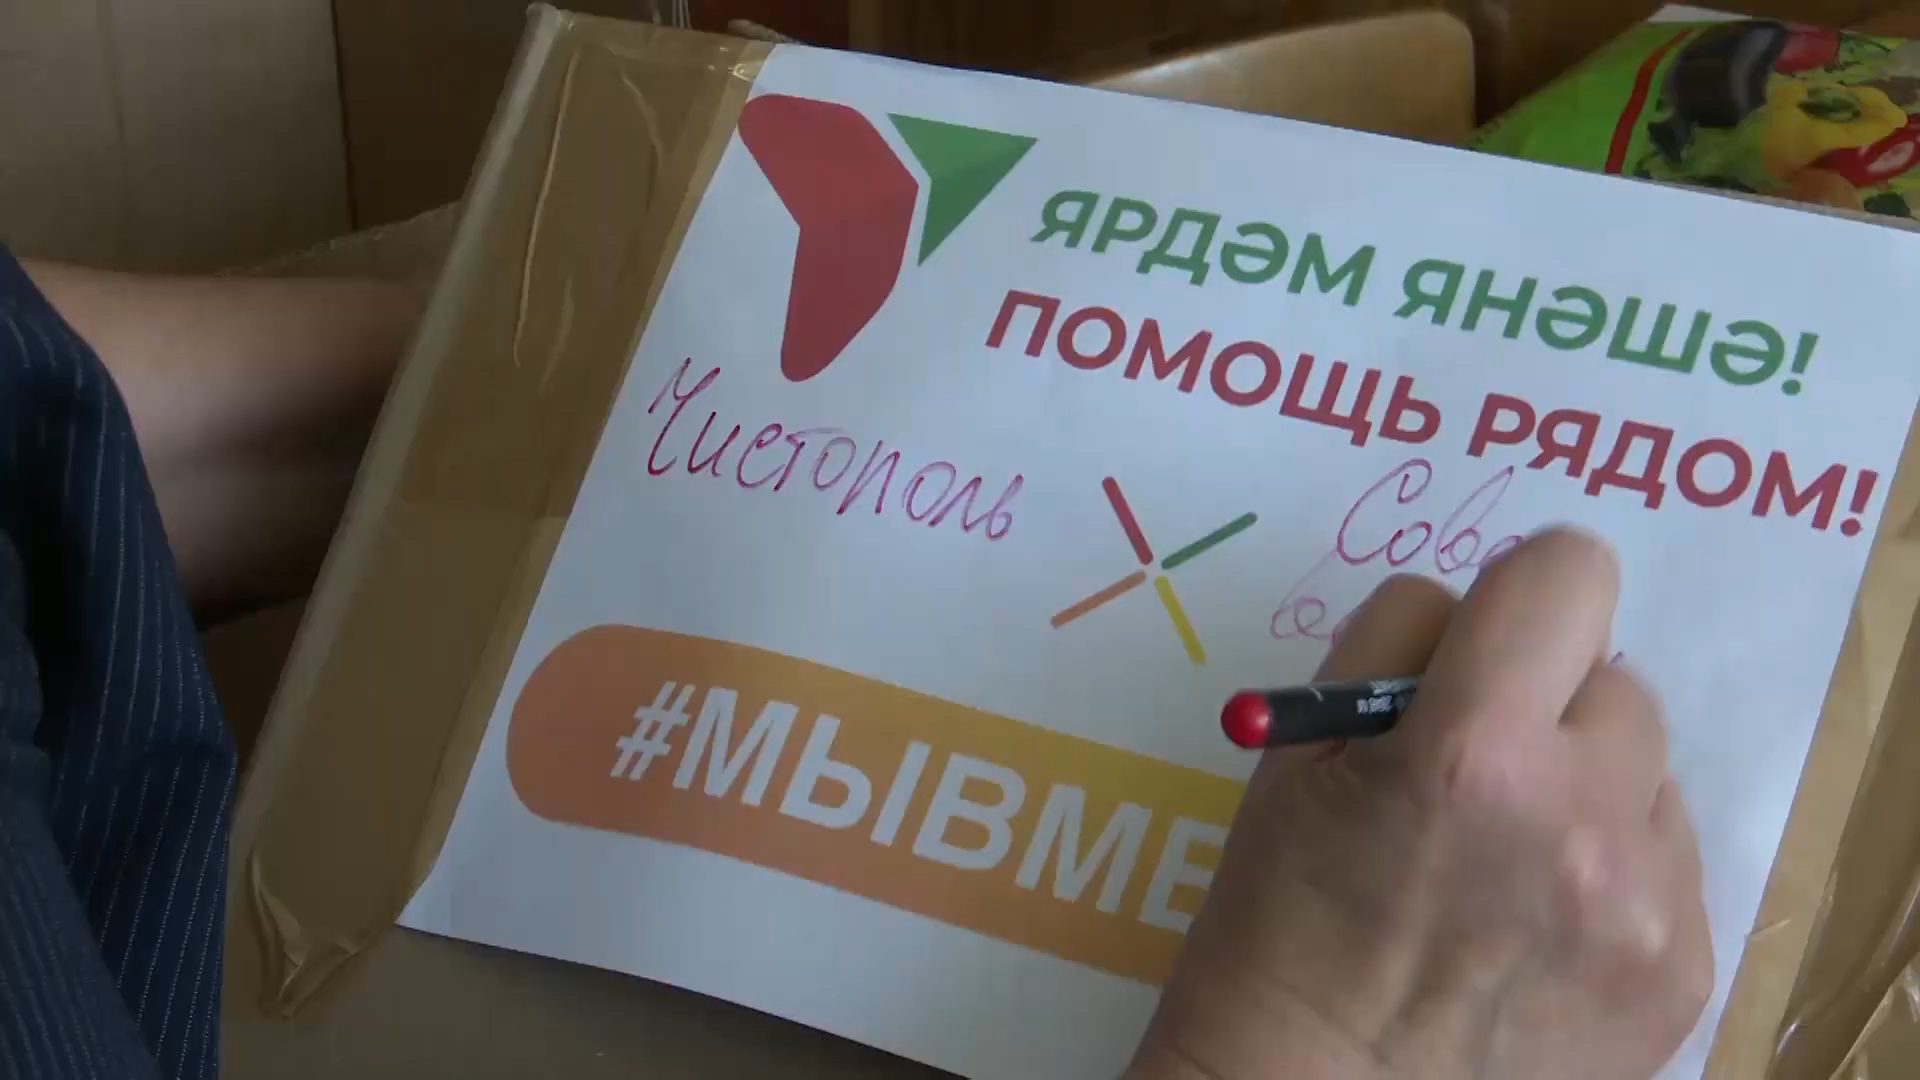 ЯРДӘМ ЯНӘШӘ!
ПОМОЩЬ РЯДОМ!
Чистополь
#МЫВМЕ